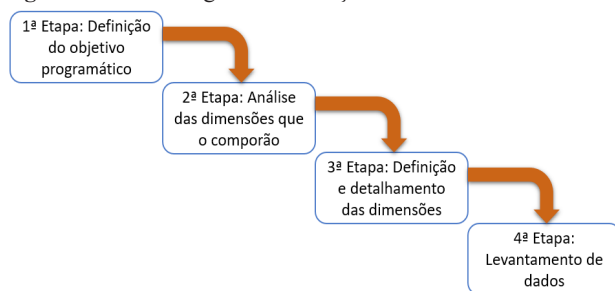 1ª Etapa: Definição
do objetivo
programático
2ª Etapa: Análise
das dimensões que
o comporão
3ª Etapa: Definição
e detalhamento
das dimensões
4ª Etapa:
Levantamento de
dados